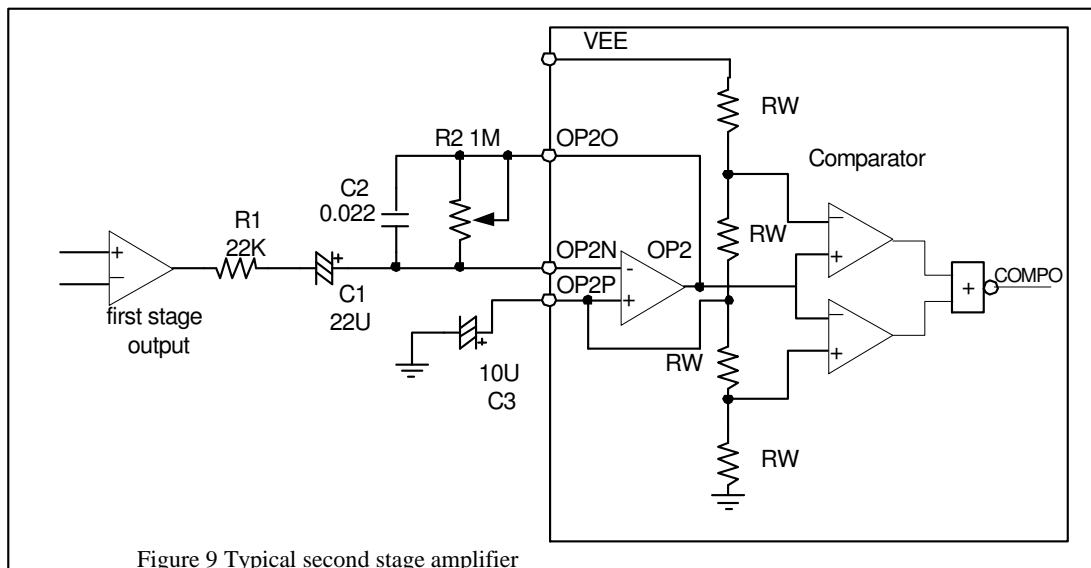 VEE
RW
R2 1M
OP2O
Comparator
C2
0.022
R1
22K
RW
OP2N
OP2
-
+
-
+
+
-
+
C1
22U
OP2P
+
COMPO
-
+
first stage
output
+
10U
C3
RW
RW
Figure 9 Typical second stage amplifier